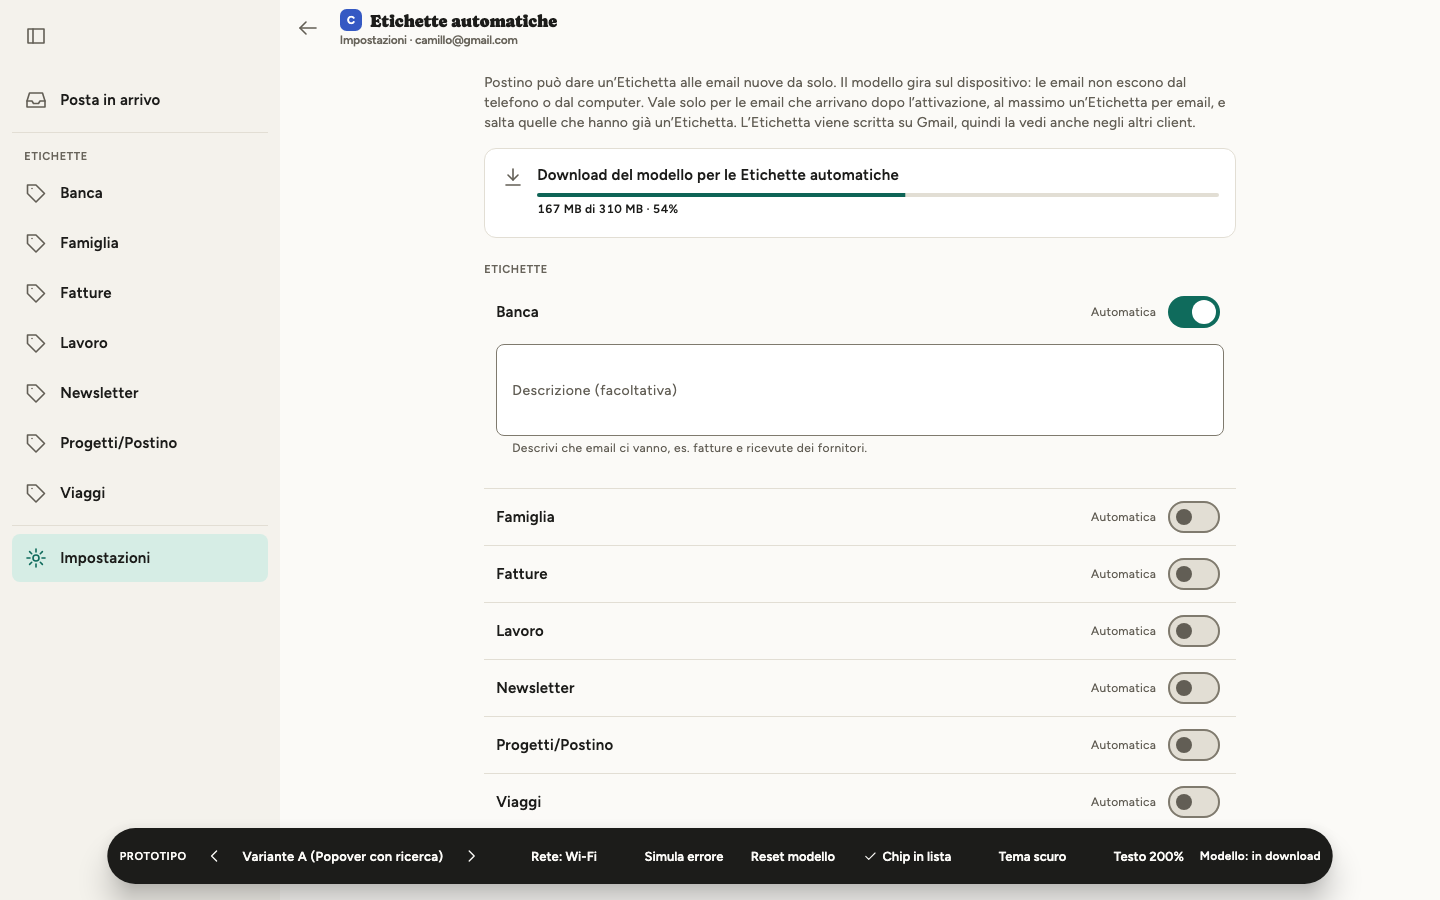 C Etichette automatiche
Impostazioni · camillo@gmail.com
Posta in arrivo
ETICHETTE
Banca
Famiglia
Fatture
Lavoro
Newsletter
Progetti/Postino
Viaggi
Impostazioni
Postino può dare un’Etichetta alle email nuove da solo. Il modello gira sul dispositivo: le email non escono dal
telefono o dal computer. Vale solo per le email che arrivano dopo l’attivazione, al massimo un’Etichetta per email, e
salta quelle che hanno già un’Etichetta. L’Etichetta viene scritta su Gmail, quindi la vedi anche negli altri client.
Download del modello per le Etichette automatiche
167 MB di 310 MB · 54%
ETICHETTE
Banca Automatica
Descrizione (facoltativa)
Descrivi che email ci vanno, es. fatture e ricevute dei fornitori.
Famiglia Automatica
Fatture Automatica
Lavoro Automatica
Newsletter Automatica
Progetti/Postino Automatica
Viaggi Automatica
PROTOTIPO Variante A (Popover con ricerca) Rete: Wi-Fi Simula errore Reset modello Chip in lista Tema scuro Testo 200% Modello: in download